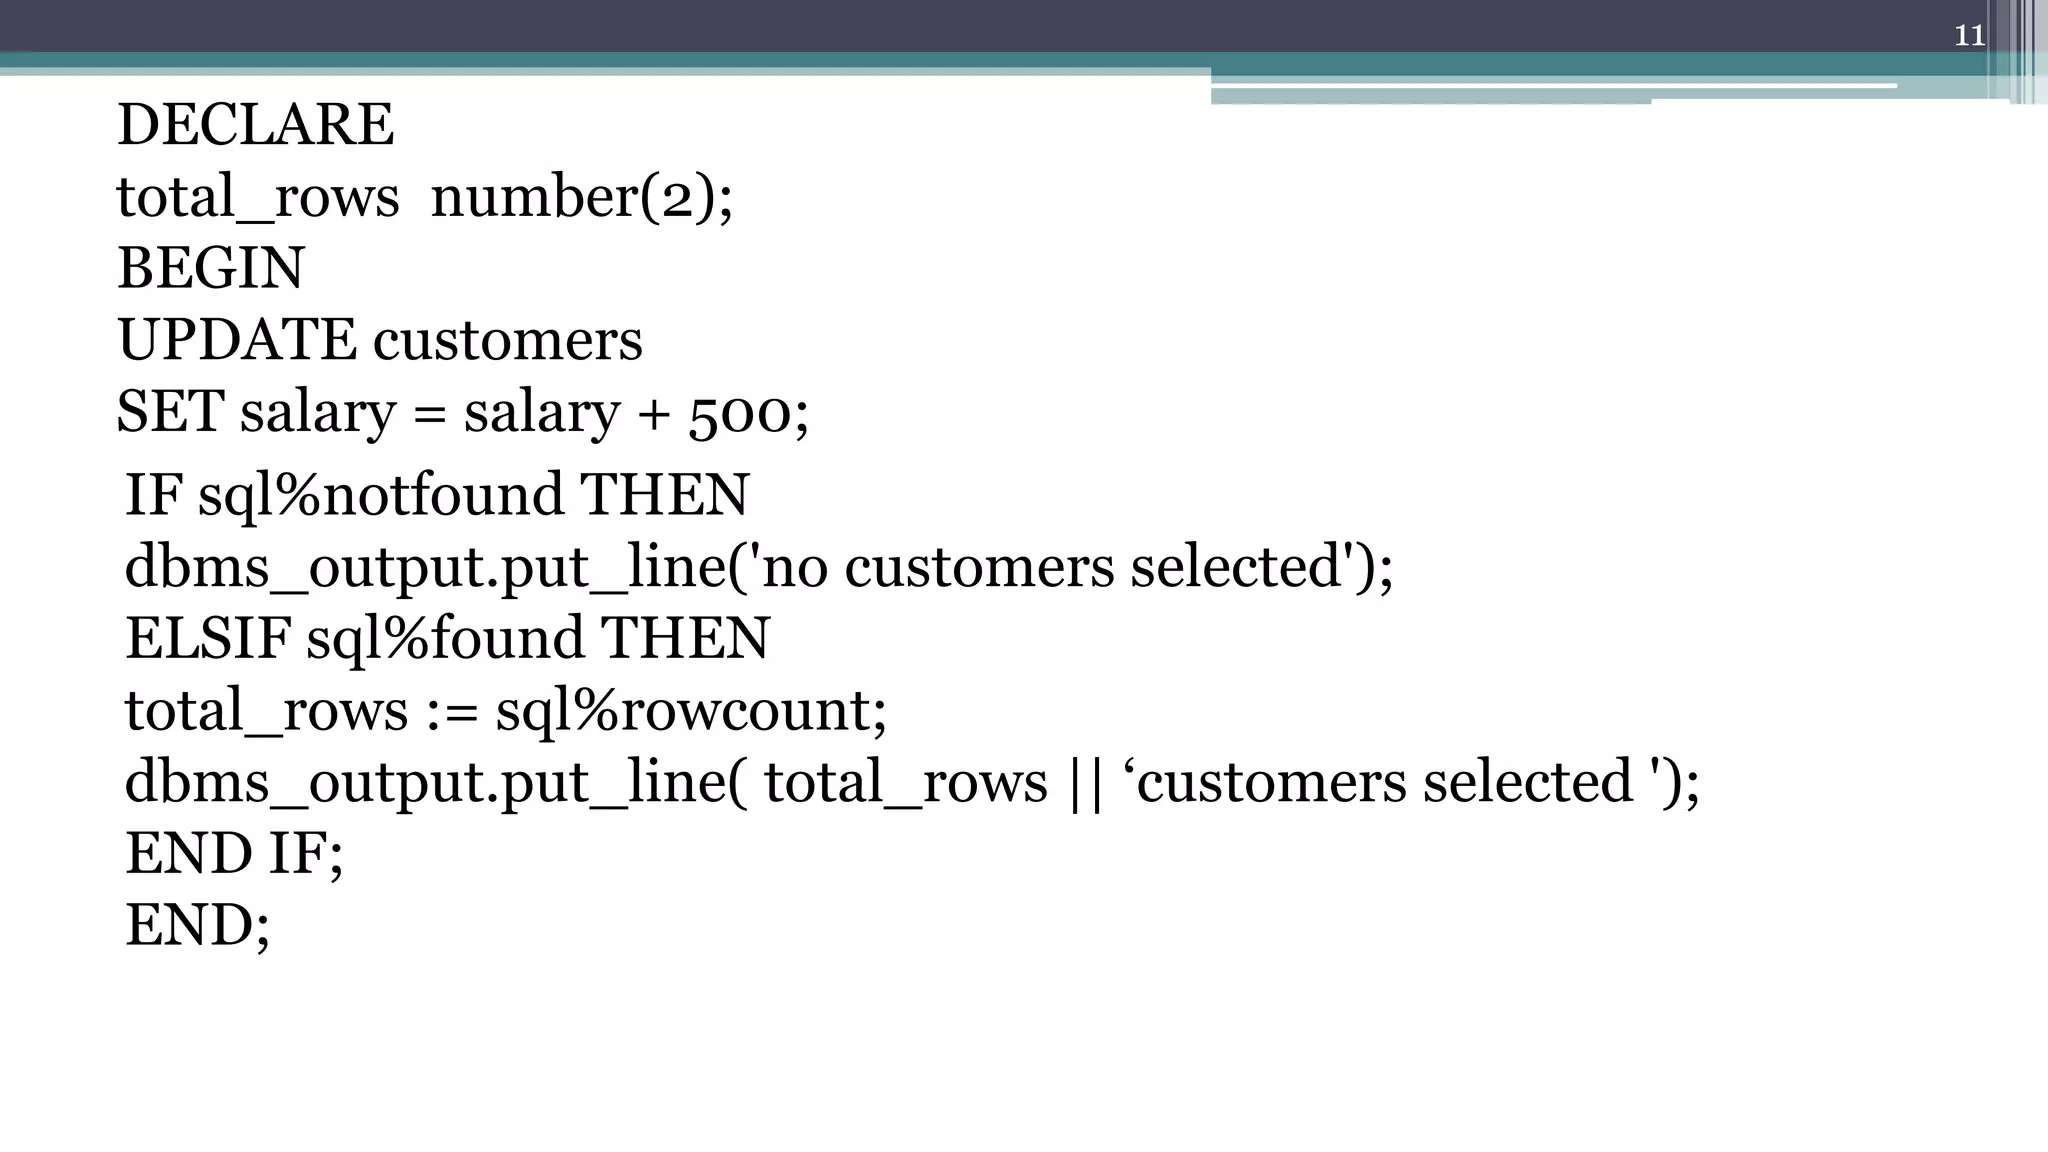 11
DECLARE
total_rows  number(2);
BEGIN
UPDATE customers
SET salary = salary + 500;
IF sql%notfound THEN
dbms_output.put_line('no customers selected');
ELSIF sql%found THEN
total_rows := sql%rowcount;
dbms_output.put_line( total_rows || ‘customers selected ');
END IF;
END;